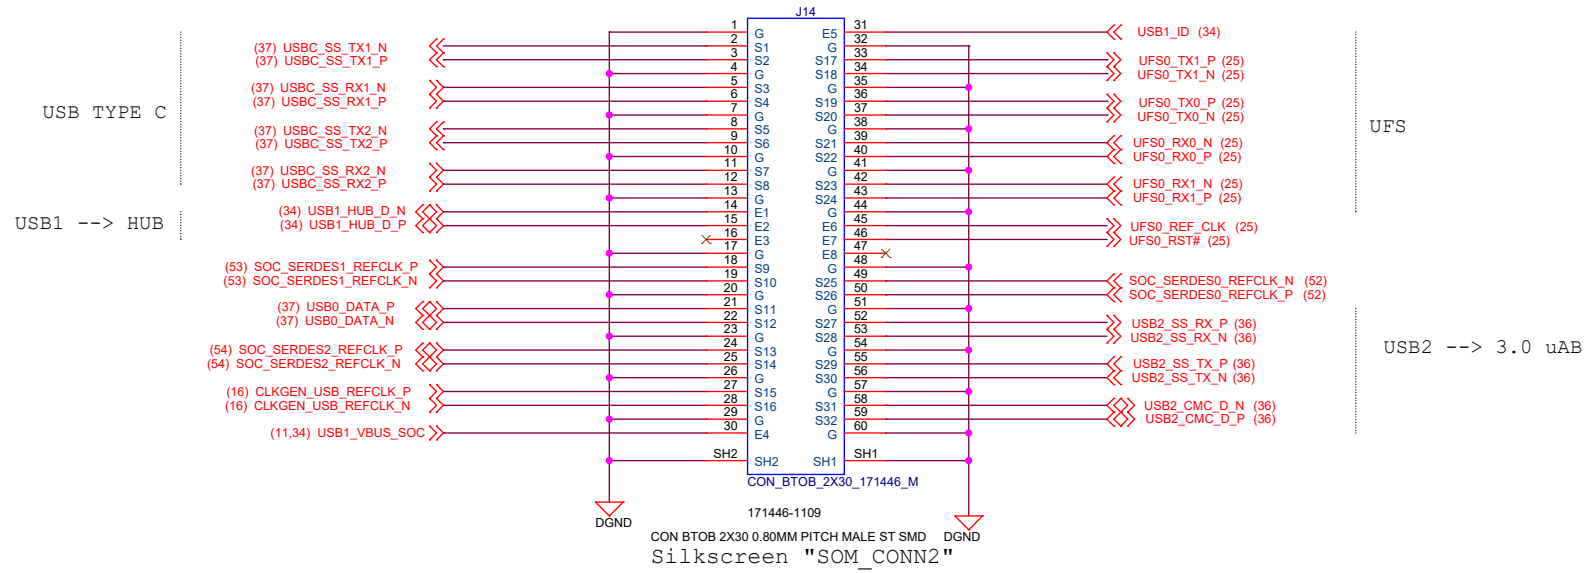 J14
USB TYPE C
(37) USBC_SS_TX1_N
(37) USBC_SS_TX1_P
(37) USBC_SS_RX1_N
(37) USBC_SS_RX1_P
(37) USBC_SS_TX2_N
(37) USBC_SS_TX2_P
(37) USBC_SS_RX2_N
(37) USBC_SS_RX2_P
USB1 --> HUB
(34) USB1_HUB_D_N
(34) USB1_HUB_D_P
(53) SOC_SERDES1_REFCLK_P
(53) SOC_SERDES1_REFCLK_N
(37) USB0_DATA_P
(37) USB0_DATA_N
(54) SOC_SERDES2_REFCLK_P
(54) SOC_SERDES2_REFCLK_N
(16) CLKGEN_USB_REFCLK_P
(16) CLKGEN_USB_REFCLK_N
(11,34) USB1_VBUS_SOC
1 G
2 S1
3 S2
4 G
5 S3
6 S4
7 G
8 S5
9 S6
10 G
11 S7
12 S8
13 G
14 E1
15 E2
16 E3
17 G
18 S9
19 S10
20 G
21 S11
22 S12
23 G
24 S13
25 S14
26 G
27 S15
28 S16
29 G
30 E4
SH2 SH2
E5 31
G 32
S17 33
S18 34
G 35
S19 36
S20 37
G 38
S21 39
S22 40
G 41
S23 42
S24 43
G 44
E6 45
E7 46
E8 47
G 48
S25 49
S26 50
G 51
S27 52
S28 53
G 54
S29 55
S30 56
G 57
S31 58
S32 59
G 60
SH1 SH1
USB1_ID (34)
UFS0_TX1_P (25)
UFS0_TX1_N (25)
UFS0_TX0_P (25)
UFS0_TX0_N (25)
UFS0_RX0_N (25)
UFS0_RX0_P (25)
UFS0_RX1_N (25)
UFS0_RX1_P (25)
UFS0_REF_CLK (25)
UFS0_RST# (25)
UFS
SOC_SERDES0_REFCLK_N (52)
SOC_SERDES0_REFCLK_P (52)
USB2_SS_RX_P (36)
USB2_SS_RX_N (36)
USB2_SS_TX_P (36)
USB2_SS_TX_N (36)
USB2_CMC_D_N (36)
USB2_CMC_D_P (36)
USB2 --> 3.0 uAB
CON_BTOB_2X30_171446_M
171446-1109
DGND
CON BTOB 2X30 0.80MM PITCH MALE ST SMD
DGND
Silkscreen "SOM_CONN2"